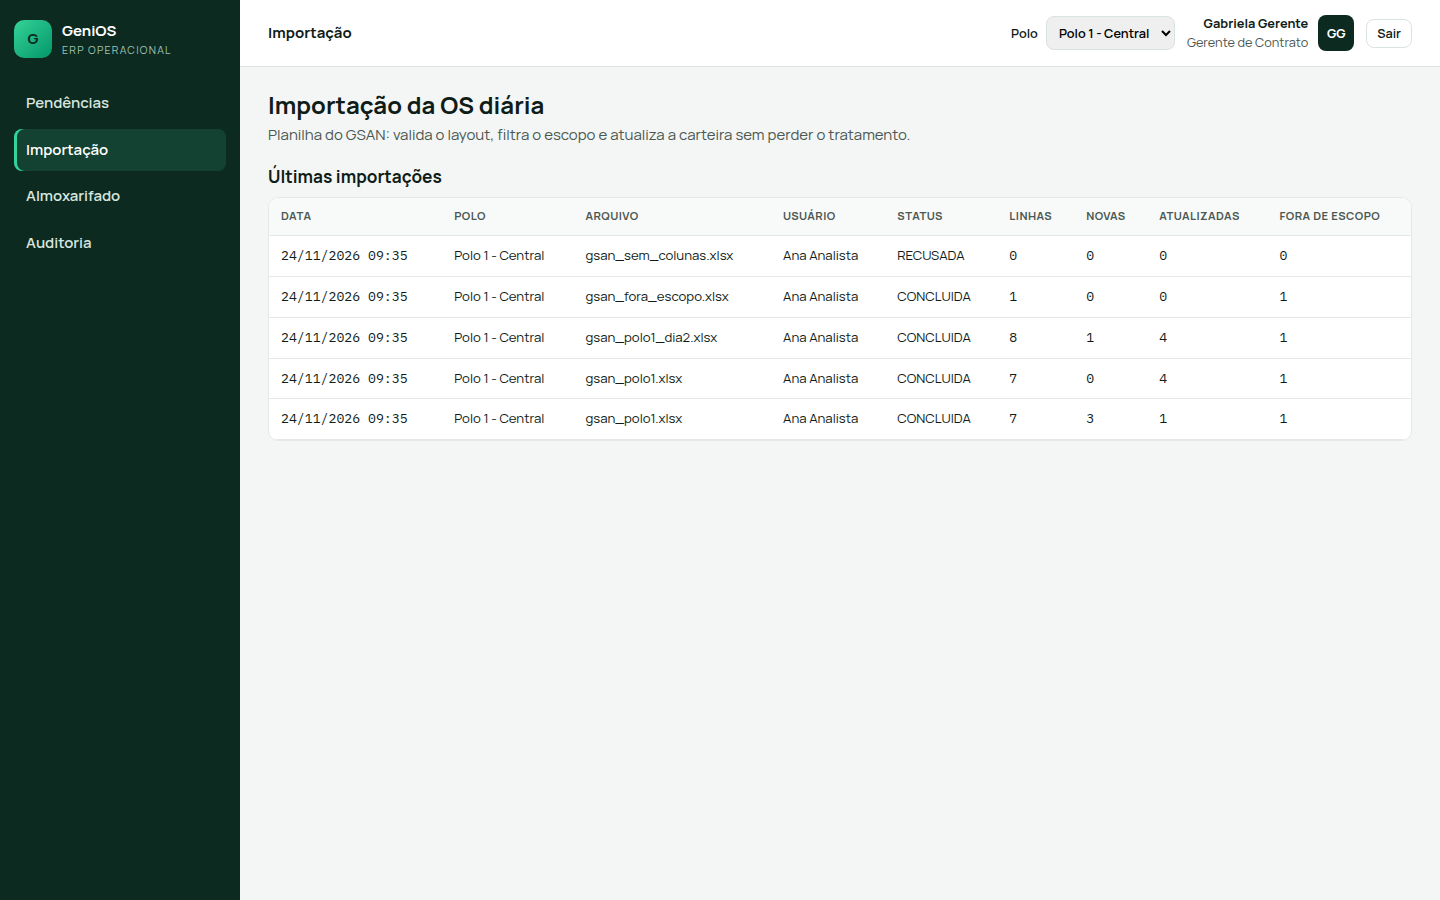 G
GeniOS
ERP OPERACIONAL
Pendências
Importação
Almoxarifado
Auditoria
Importação
Polo Polo 1 - Central
Gabriela Gerente
Gerente de Contrato
GG
Sair
Importação da OS diária
Planilha do GSAN: valida o layout, filtra o escopo e atualiza a carteira sem perder o tratamento.
Últimas importações
DATA POLO ARQUIVO USUÁRIO STATUS LINHAS NOVAS ATUALIZADAS FORA DE ESCOPO
24/11/2026 09:35 Polo 1 - Central gsan_sem_colunas.xlsx Ana Analista RECUSADA 0 0 0 0
24/11/2026 09:35 Polo 1 - Central gsan_fora_escopo.xlsx Ana Analista CONCLUIDA 1 0 0 1
24/11/2026 09:35 Polo 1 - Central gsan_polo1_dia2.xlsx Ana Analista CONCLUIDA 8 1 4 1
24/11/2026 09:35 Polo 1 - Central gsan_polo1.xlsx Ana Analista CONCLUIDA 7 0 4 1
24/11/2026 09:35 Polo 1 - Central gsan_polo1.xlsx Ana Analista CONCLUIDA 7 3 1 1